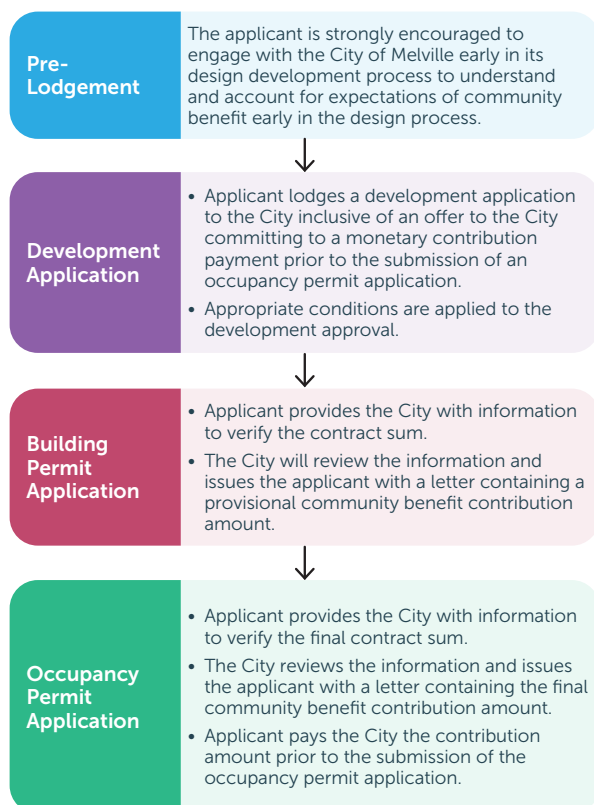 Pre-
Lodgement
The applicant is strongly encouraged to
engage with the City of Melville early in its
design development process to understand
and account for expectations of community
benefit early in the design process.
Development
Application
• Applicant lodges a development application
to the City inclusive of an offer to the City
committing to a monetary contribution
payment prior to the submission of an
occupancy permit application.
• Appropriate conditions are applied to the
development approval.
Building
Permit
Application
• Applicant provides the City with information
to verify the contract sum.
• The City will review the information and
issues the applicant with a letter containing a
provisional community benefit contribution
amount.
Occupancy
Permit
Application
• Applicant provides the City with information
to verify the final contract sum.
• The City reviews the information and issues
the applicant with a letter containing the final
community benefit contribution amount.
• Applicant pays the City the contribution
amount prior to the submission of the
occupancy permit application.